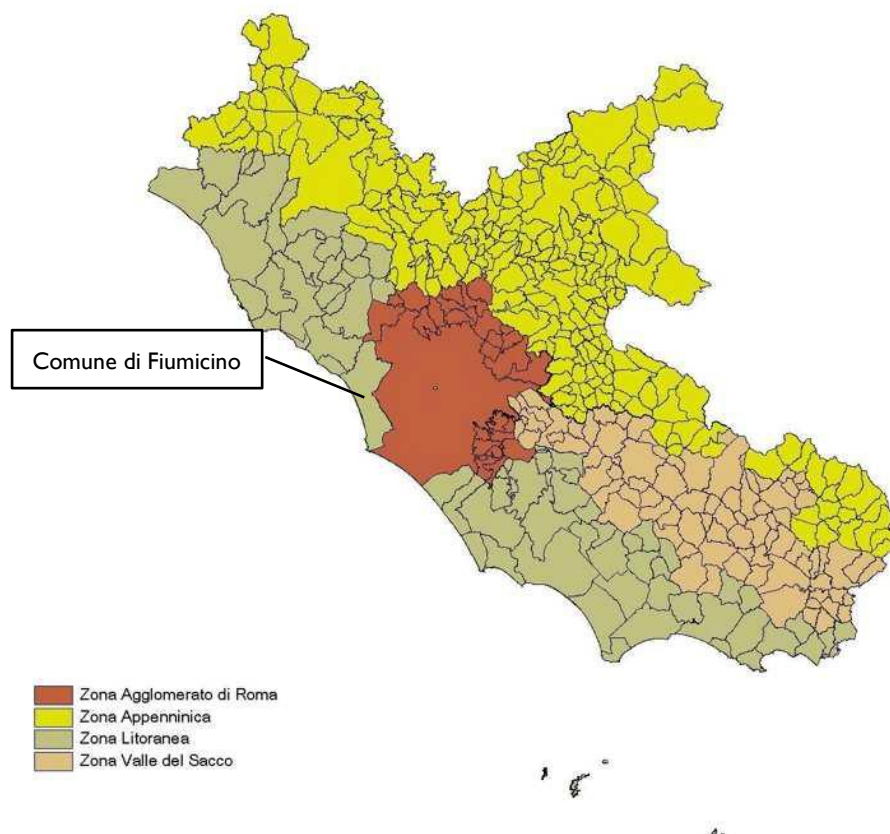 Comune di Fiumicino
Zona Agglomerato di Roma
Zona Appenninica
Zona Litoranea
Zona Valle del Sacco